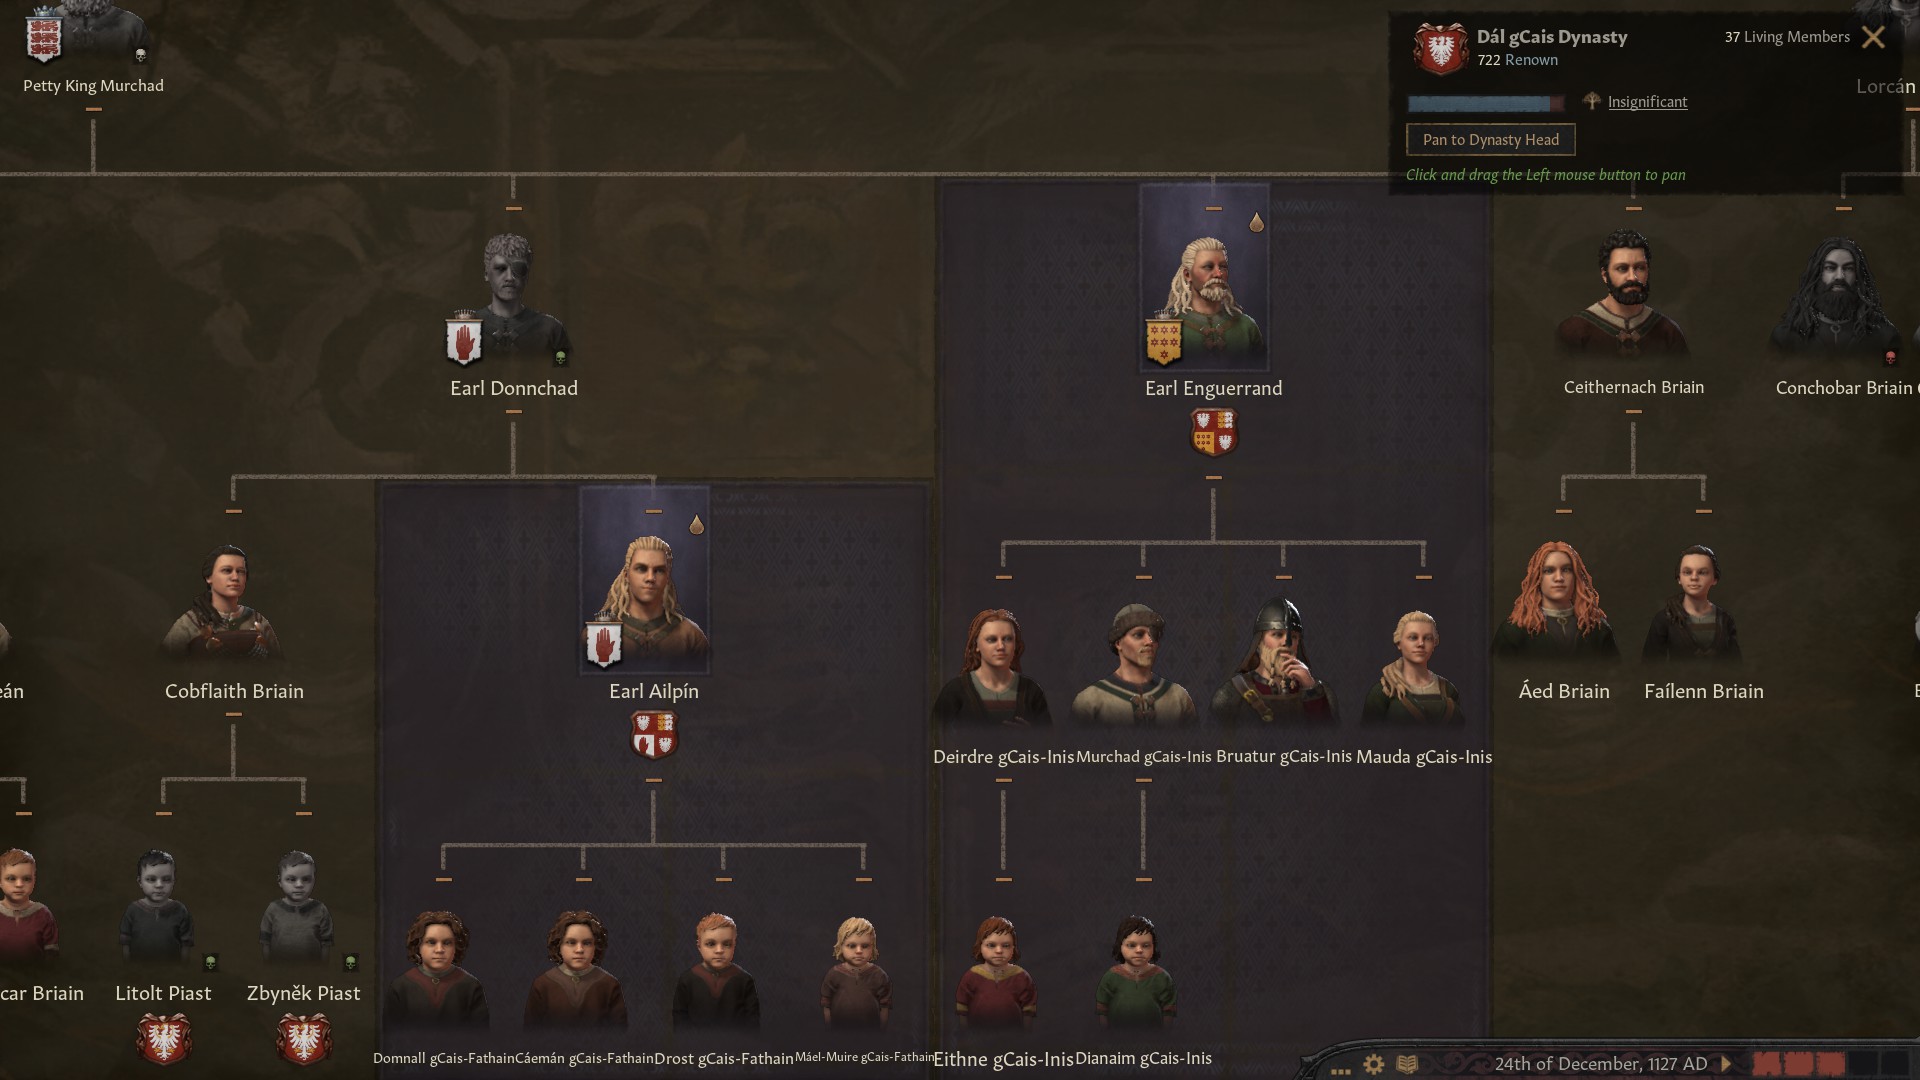 Petty King Murchad
Dál gCais Dynasty
37 Living Members
722 Renown
Insignificant
Pan to Dynasty Head
Click and drag the Left mouse button to pan
Lorcán
Earl Donnchad
Earl Enguerrand
Ceithernach Briain
Conchobar Briain
Cobflaith Briain
Earl Ailpín
Deirdre gCais-Inis
Murchad gCais-Inis
Bruatur gCais-Inis
Mauda gCais-Inis
Áed Briain
Faílenn Briain
car Briain
Litolt Piast
Zbyněk Piast
Domnall gCais-Fathain
Cáemán gCais-Fathain
Drost gCais-Fathain
Máel-Muire gCais-Fathain
Eithne gCais-Inis
Dianaim gCais-Inis
24th of December, 1127 AD